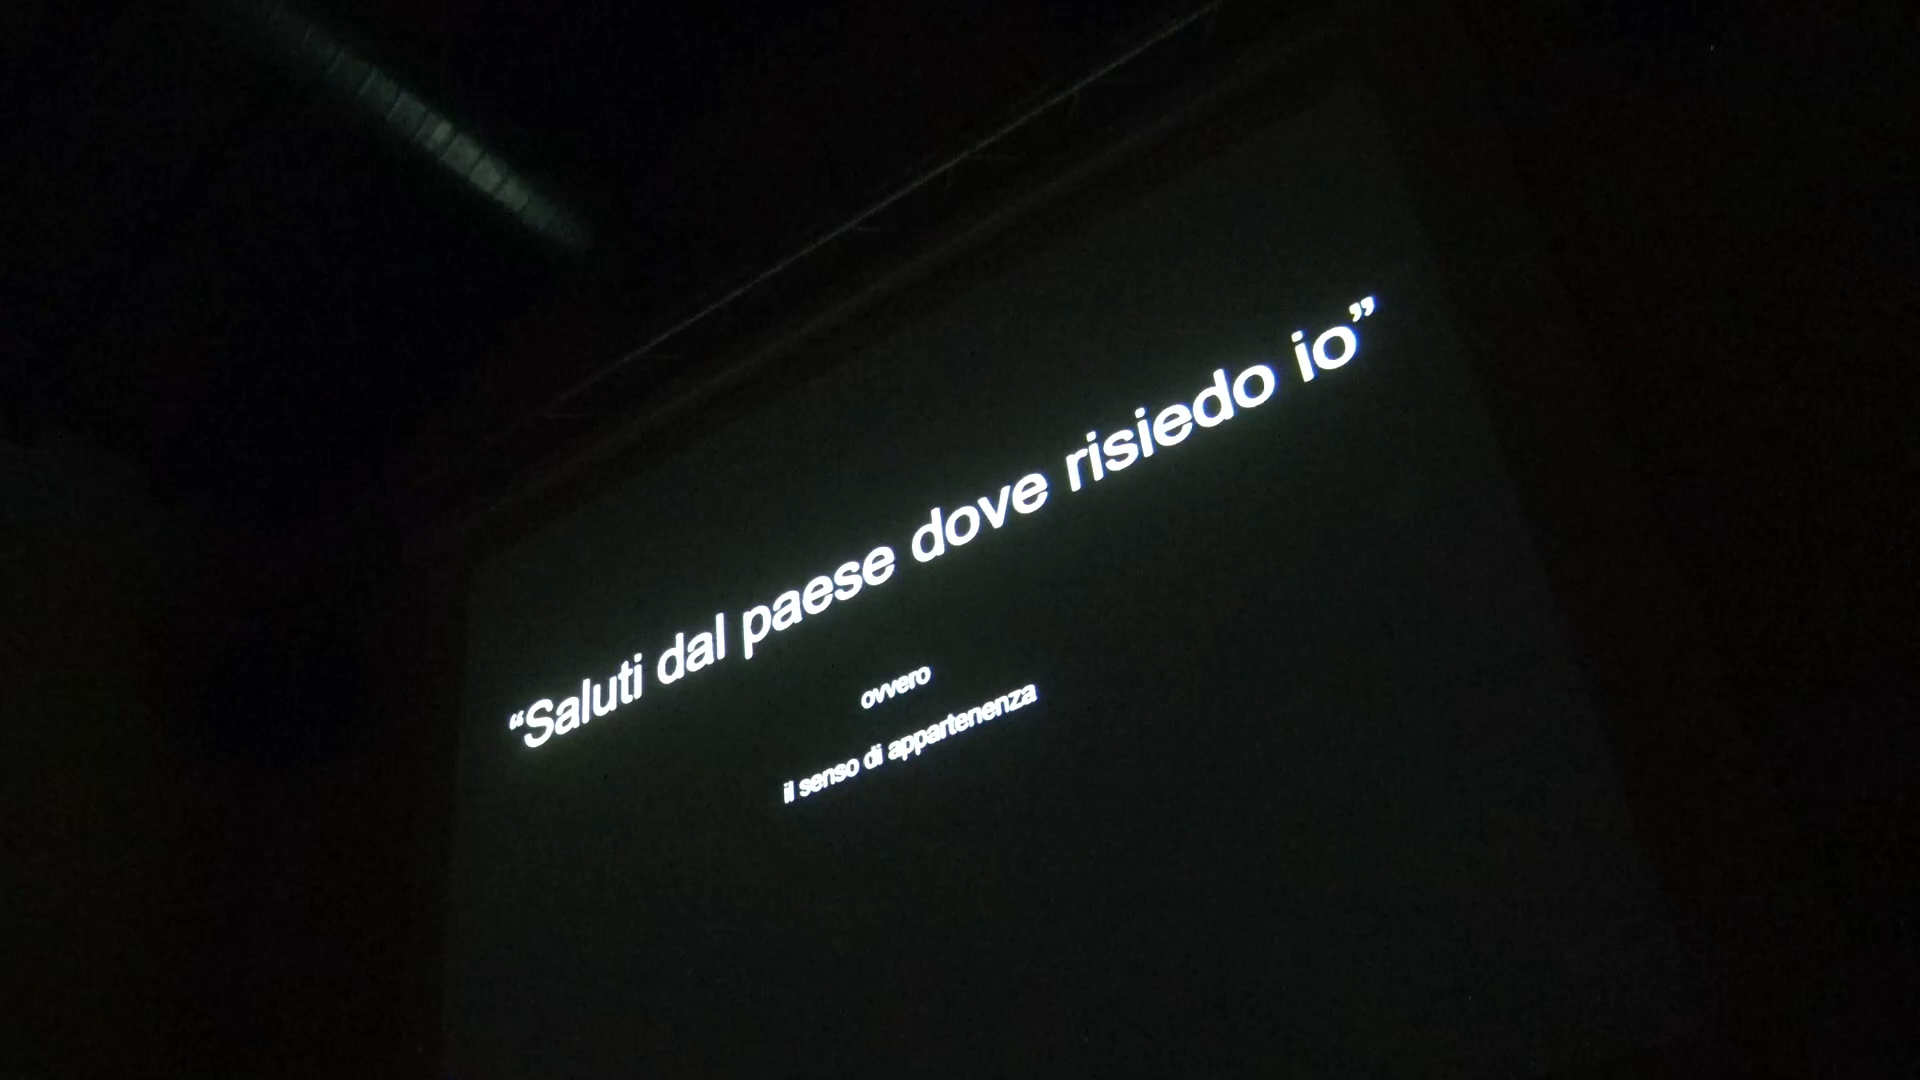 “Saluti dal paese dove risiedo io”
ovvero
il senso di appartenenza